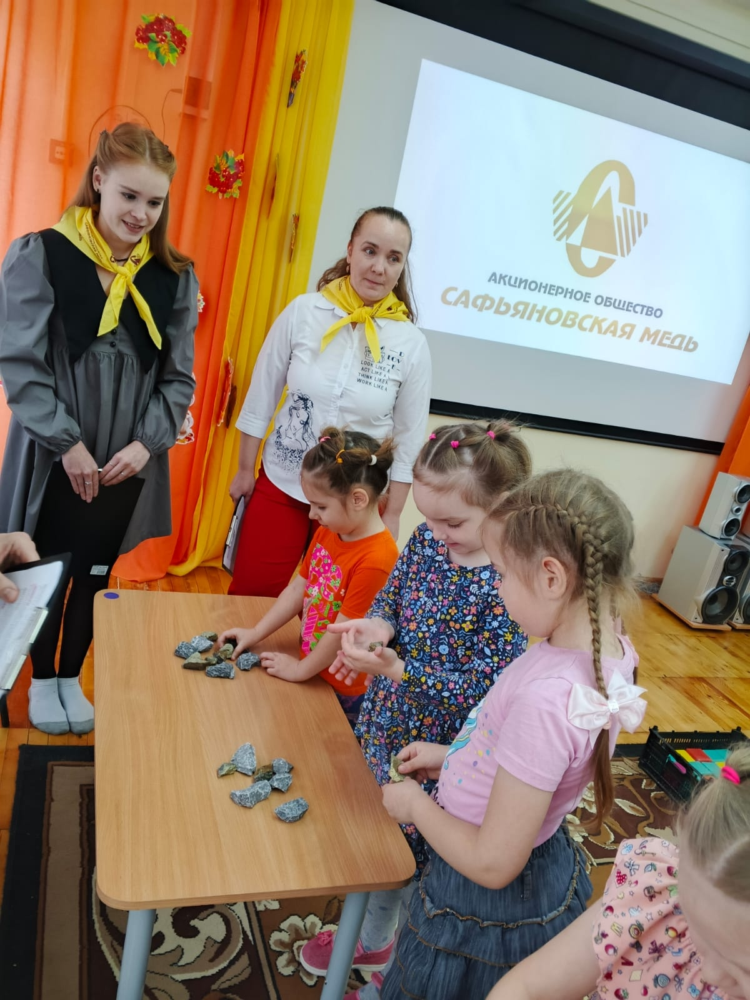 АКЦИОНЕРНОЕ ОБЩЕСТВО
САФЬЯНОВСКАЯ МЕДЬ
LOOK LIKE A
ACT LIKE A
THINK LIKE A
WORK LIKE A